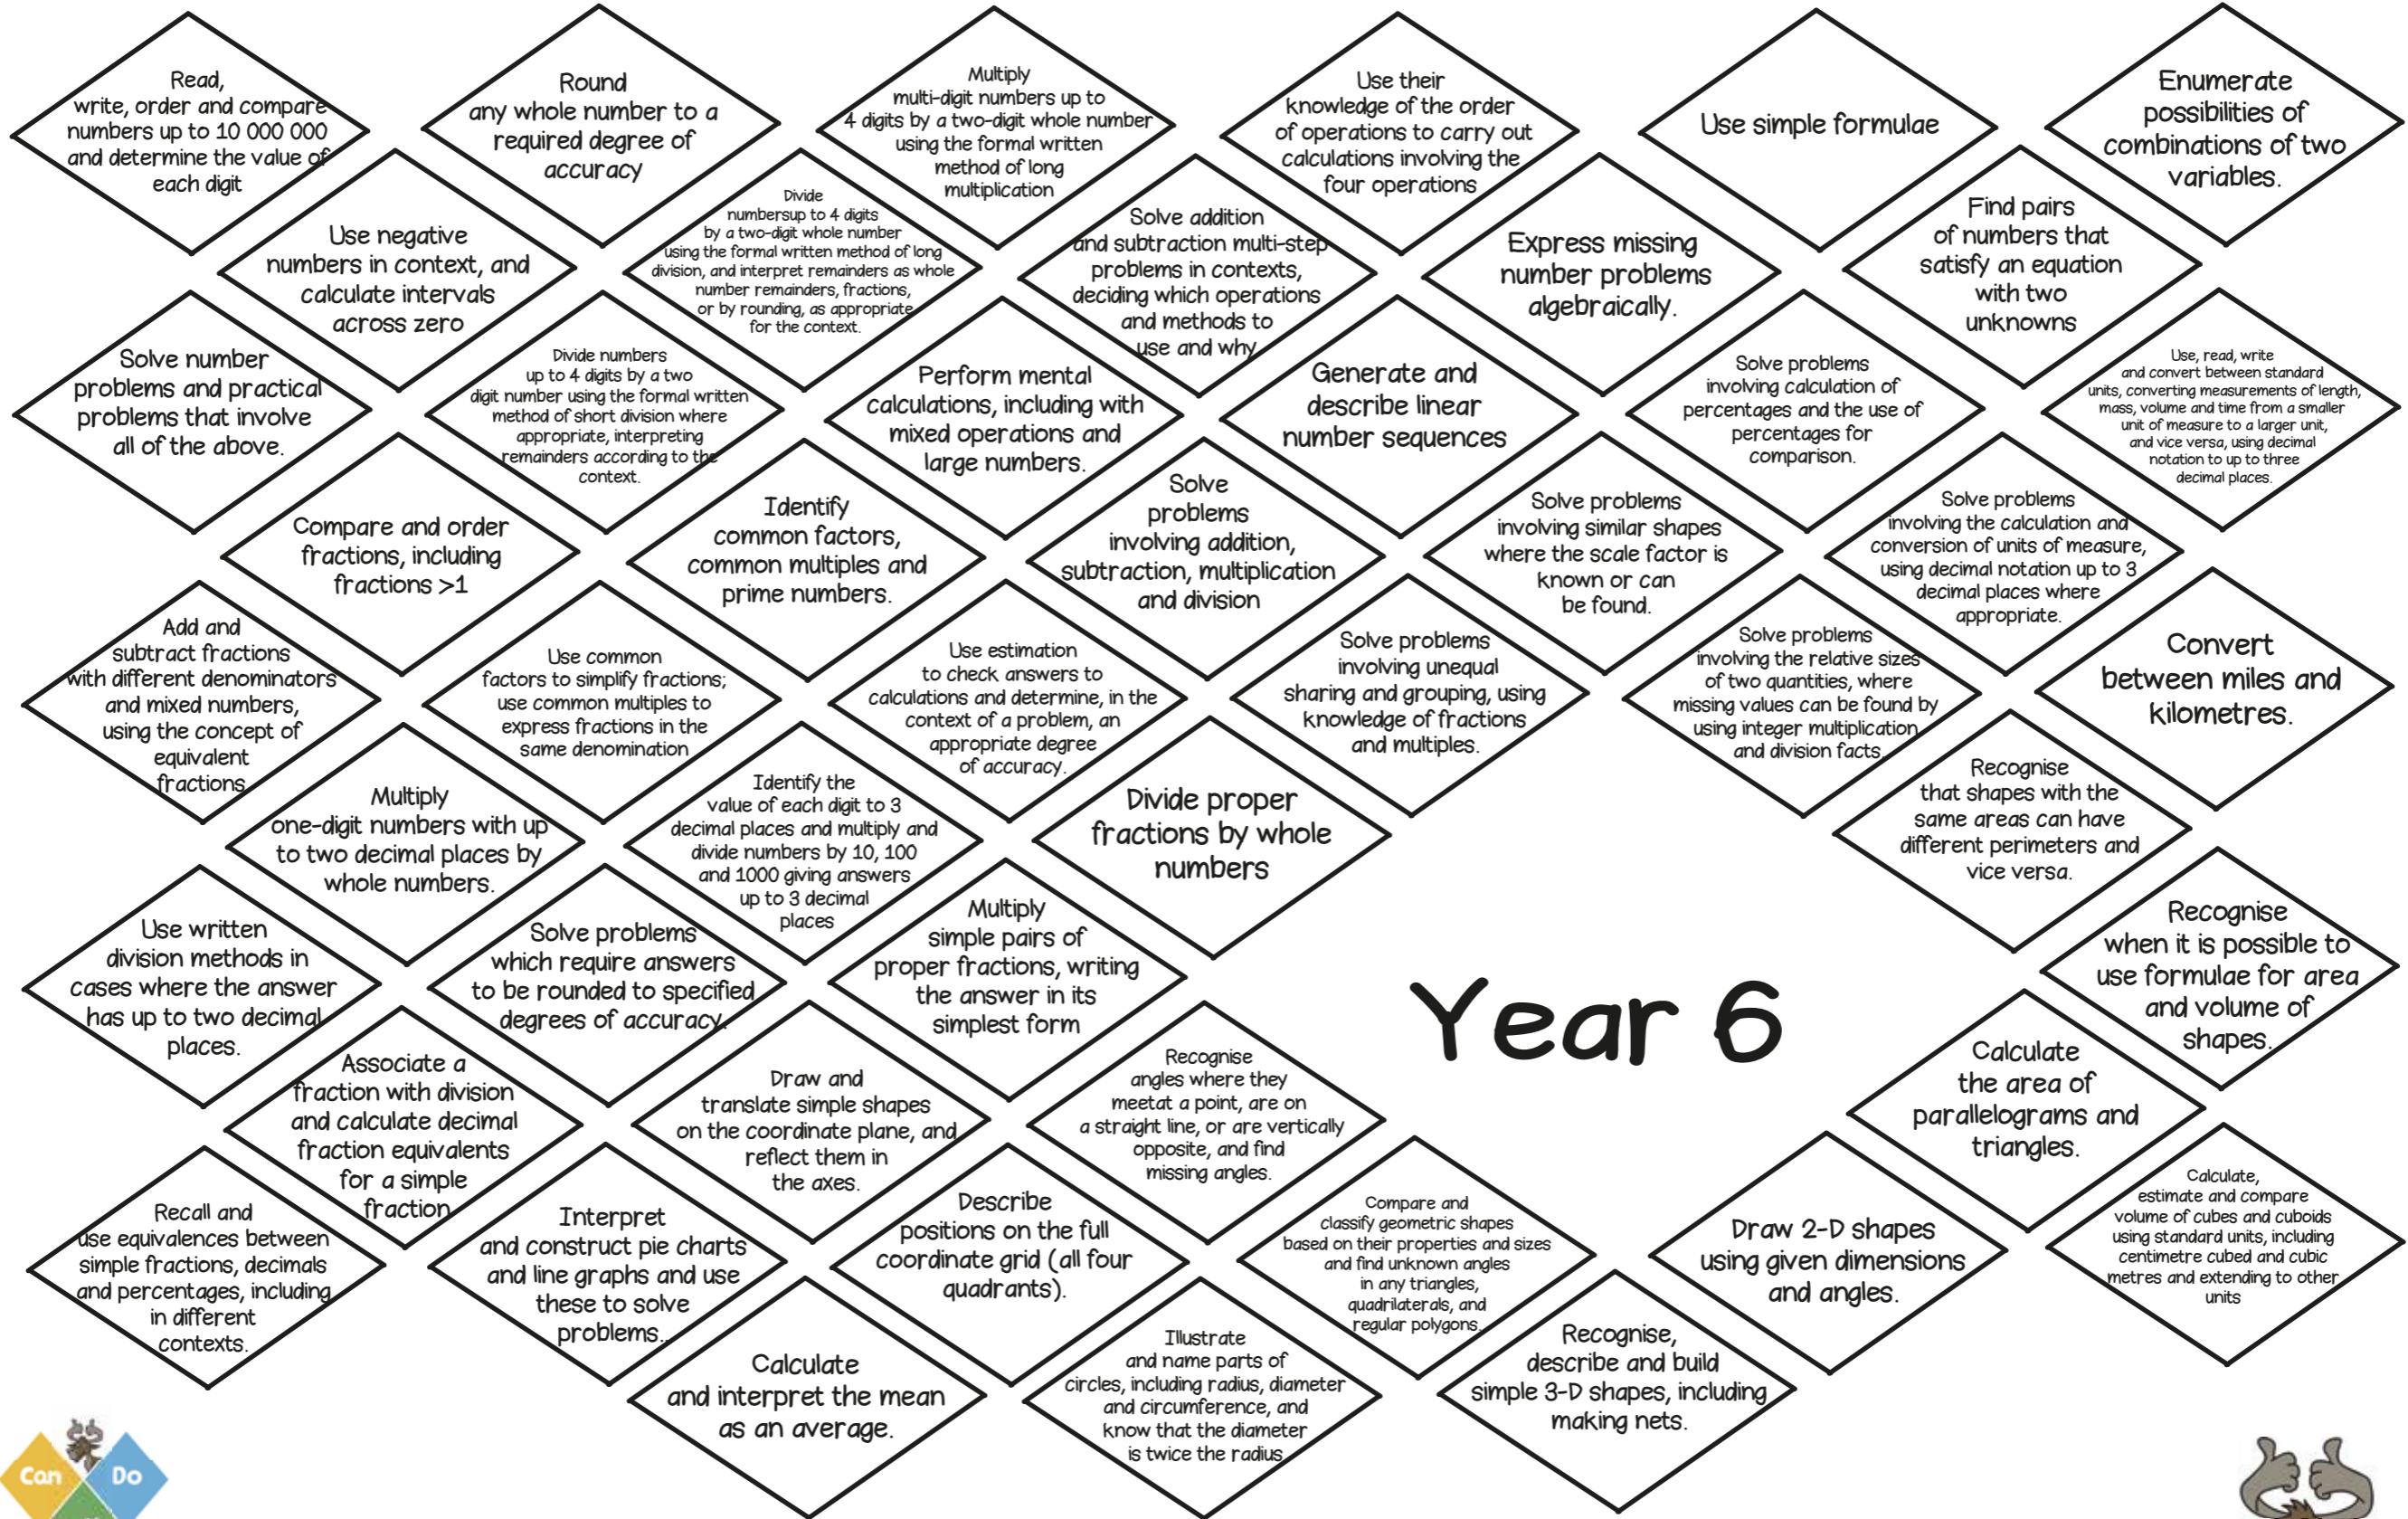 Read,
write, order and compare
numbers up to 10 000 000
and determine the value of
each digit
Round
any whole number to a
required degree of
accuracy
Multiply
multi-digit numbers up to
4 digits by a two-digit whole number
using the formal written
method of long
multiplication
Use their
knowledge of the order
of operations to carry out
calculations involving the
four operations
Use simple formulae
Enumerate
possibilities of
combinations of two
variables.
Use negative
numbers in context, and
calculate intervals
across zero
Divide
numbersup to 4 digits
by a two-digit whole number
using the formal written method of long
division, and interpret remainders as whole
number remainders, fractions,
or by rounding, as appropriate
for the context.
Solve addition
and subtraction multi-step
problems in contexts,
deciding which operations
and methods to
use and why
Express missing
number problems
algebraically.
Find pairs
of numbers that
satisfy an equation
with two
unknowns
Solve number
problems and practical
problems that involve
all of the above.
Divide numbers
up to 4 digits by a two
digit number using the formal written
method of short division where
appropriate, interpreting
remainders according to the
context.
Perform mental
calculations, including with
mixed operations and
large numbers.
Generate and
describe linear
number sequences
Solve problems
involving calculation of
percentages and the use of
percentages for
comparison.
Use, read, write
and convert between standard
units, converting measurements of length,
mass, volume and time from a smaller
unit of measure to a larger unit,
and vice versa, using decimal
notation to up to three
decimal places.
Compare and order
fractions, including
fractions >1
Identify
common factors,
common multiples and
prime numbers.
Solve
problems
involving addition,
subtraction, multiplication
and division
Solve problems
involving similar shapes
where the scale factor is
known or can
be found.
Solve problems
involving the calculation and
conversion of units of measure,
using decimal notation up to 3
decimal places where
appropriate.
Add and
subtract fractions
with different denominators
and mixed numbers,
using the concept of
equivalent
fractions
Use common
factors to simplify fractions;
use common multiples to
express fractions in the
same denomination
Use estimation
to check answers to
calculations and determine, in the
context of a problem, an
appropriate degree
of accuracy.
Solve problems
involving unequal
sharing and grouping, using
knowledge of fractions
and multiples.
Solve problems
involving the relative sizes
of two quantities, where
missing values can be found by
using integer multiplication
and division facts
Convert
between miles and
kilometres.
Multiply
one-digit numbers with up
to two decimal places by
whole numbers.
Identify the
value of each digit to 3
decimal places and multiply and
divide numbers by 10, 100
and 1000 giving answers
up to 3 decimal
places
Divide proper
fractions by whole
numbers
Recognise
that shapes with the
same areas can have
different perimeters and
vice versa.
Use written
division methods in
cases where the answer
has up to two decimal
places.
Solve problems
which require answers
to be rounded to specified
degrees of accuracy.
Multiply
simple pairs of
proper fractions, writing
the answer in its
simplest form
Year 6
Recognise
when it is possible to
use formulae for area
and volume of
shapes.
Associate a
fraction with division
and calculate decimal
fraction equivalents
for a simple
fraction
Draw and
translate simple shapes
on the coordinate plane, and
reflect them in
the axes.
Recognise
angles where they
meetat a point, are on
a straight line, or are vertically
opposite, and find
missing angles.
Calculate
the area of
parallelograms and
triangles.
Recall and
use equivalences between
simple fractions, decimals
and percentages, including
in different
contexts.
Interpret
and construct pie charts
and line graphs and use
these to solve
problems.
Describe
positions on the full
coordinate grid (all four
quadrants).
Compare and
classify geometric shapes
based on their properties and sizes
and find unknown angles
in any triangles,
quadrilaterals, and
regular polygons.
Draw 2-D shapes
using given dimensions
and angles.
Calculate,
estimate and compare
volume of cubes and cuboids
using standard units, including
centimetre cubed and cubic
metres and extending to other
units
Calculate
and interpret the mean
as an average.
Illustrate
and name parts of
circles, including radius, diameter
and circumference, and
know that the diameter
is twice the radius
Recognise,
describe and build
simple 3-D shapes, including
making nets.
Can Do